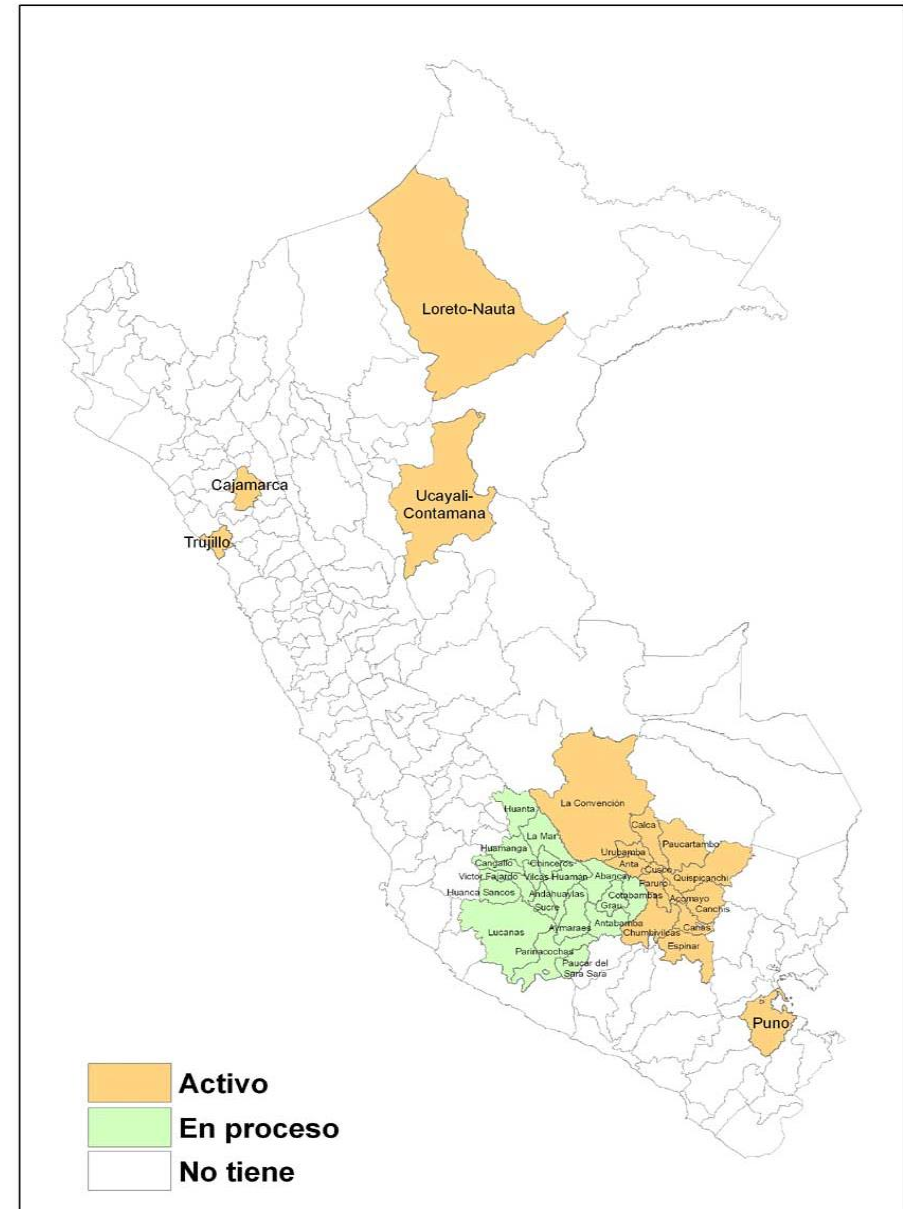 Loreto-Nauta
Cajamarca
Ucayali-
Contamana
Trujillo
La Convención
Huanta
Calca
La Mar
Paucartambo
Huamanga
Urubamba
Cangallo
Chinceros
Anta
Cusco
Victor Fajardo
Vilcas Huamán
Abancay
Quispicanchi
Paruro
Huanca Sancos
Andahuaylas
Cotabambas
Acomayo
Sucre
Grau
Canchis
Lucanas
Aymaraes
Antabamba
Chumbivilcas
Canas
Parinacochas
Espinar
Paucar del
Sara Sara
Puno
Activo
En proceso
No tiene